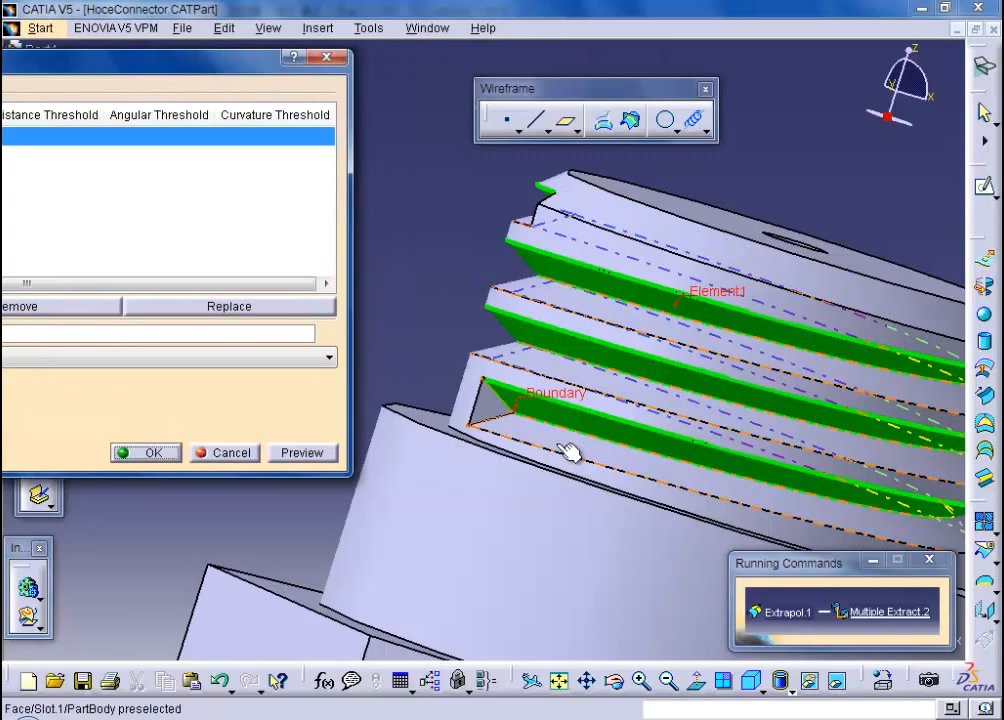 CATIA V5 - [HoceConnector.CATPart]
Start ENOVIA V5 VPM File Edit View Insert Tools Window Help
istance Threshold Angular Threshold Curvature Threshold
Wireframe
Element1
Boundary
emove Replace
OK Cancel Preview
In...
Running Commands
Extrapol.1 Multiple Extract.2
f(x)
CATIA
Face/Slot.1/PartBody preselected
z
y
x